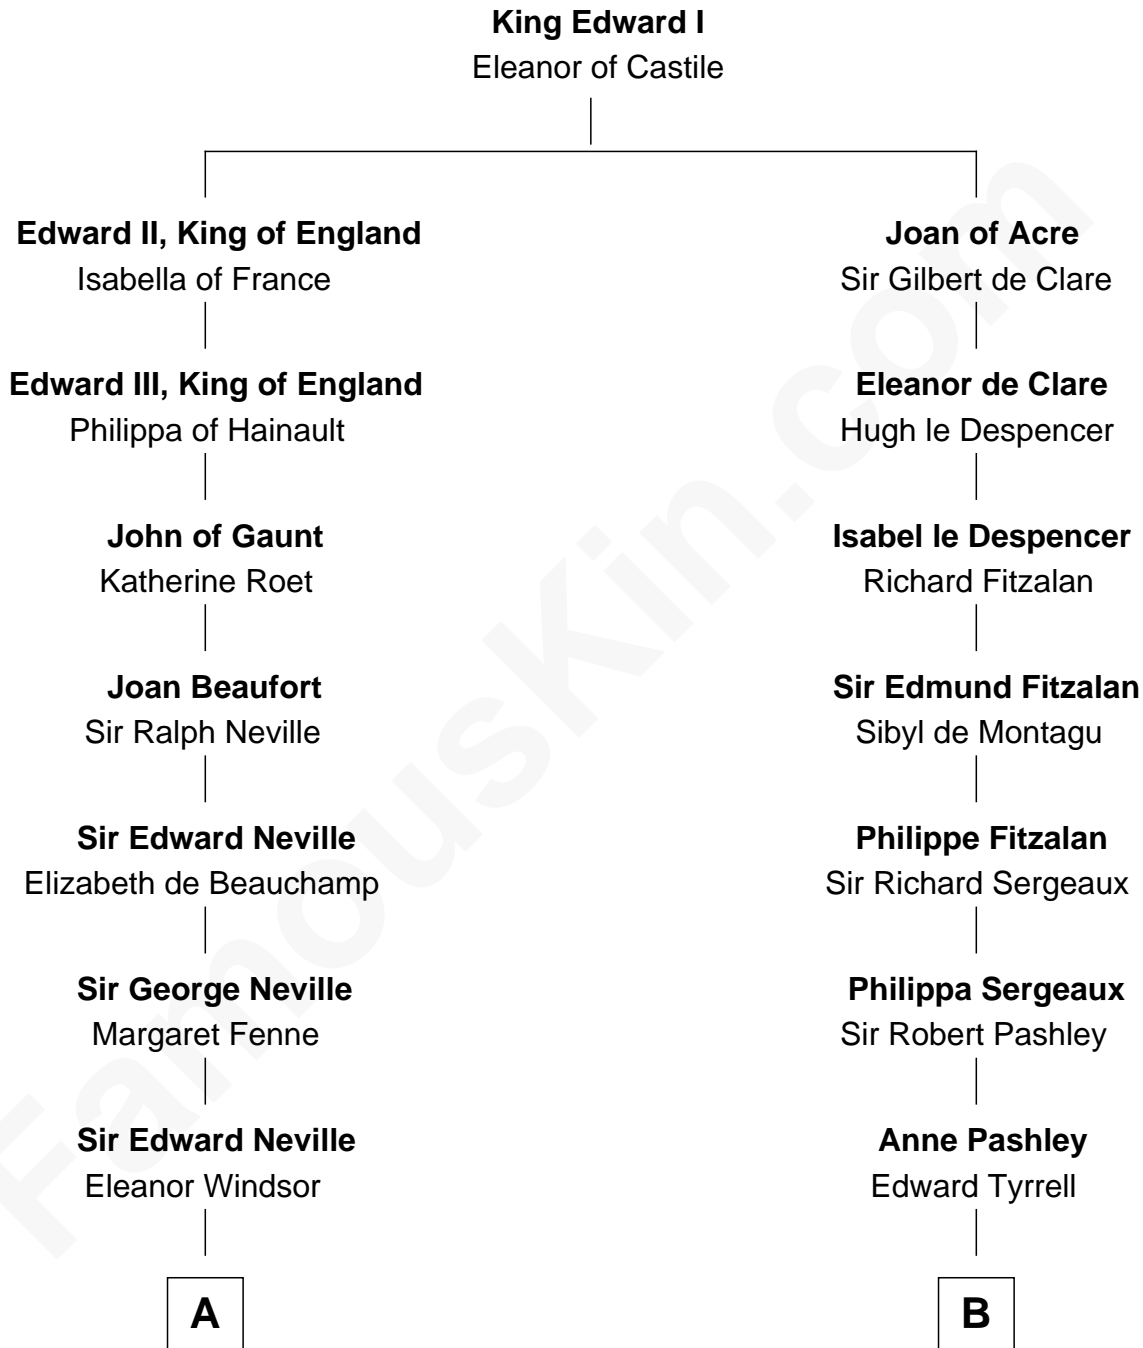 King Edward I
Eleanor of Castile
Edward II, King of England
Isabella of France
Joan of Acre
Sir Gilbert de Clare
Edward III, King of England
Philippa of Hainault
Eleanor de Clare
Hugh le Despencer
John of Gaunt
Katherine Roet
Isabel le Despencer
Richard Fitzalan
Joan Beaufort
Sir Ralph Neville
Sir Edmund Fitzalan
Sibyl de Montagu
Sir Edward Neville
Elizabeth de Beauchamp
Philippe Fitzalan
Sir Richard Sergeaux
Sir George Neville
Margaret Fenne
Philippa Sergeaux
Sir Robert Pashley
Sir Edward Neville
Eleanor Windsor
Anne Pashley
Edward Tyrrell
A
B
FamousKin.com